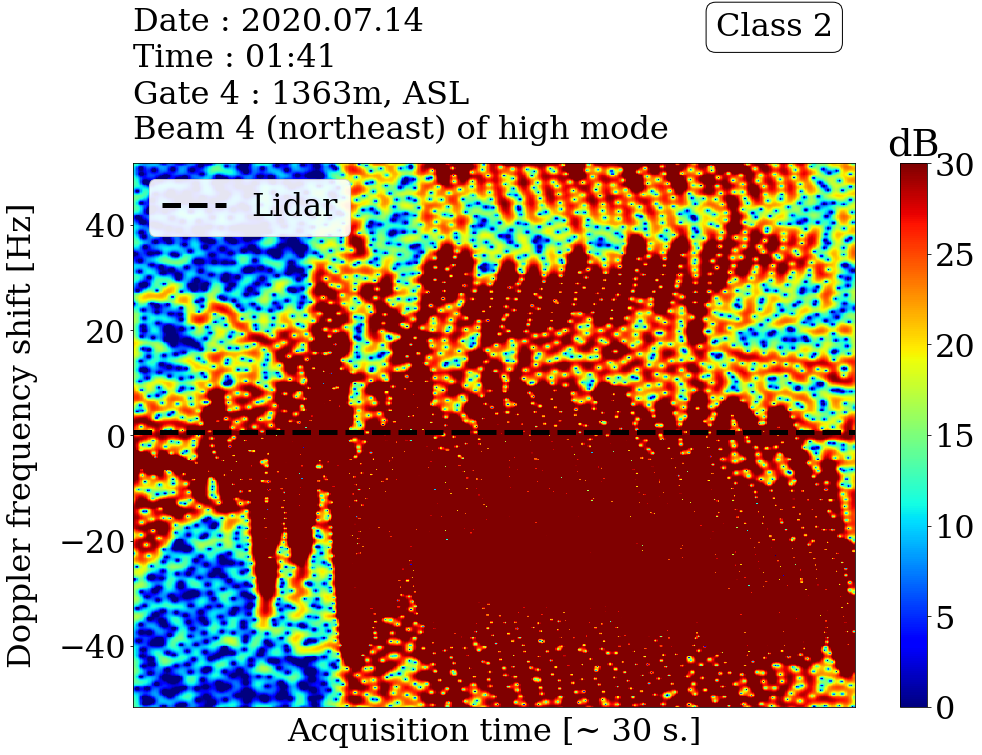 Date : 2020.07.14
Time : 01:41
Gate 4 : 1363m, ASL
Beam 4 (northeast) of high mode
Class 2
dB
Lidar
Doppler frequency shift [Hz]
40
20
0
−20
−40
30
25
20
15
10
5
0
Acquisition time [~ 30 s.]